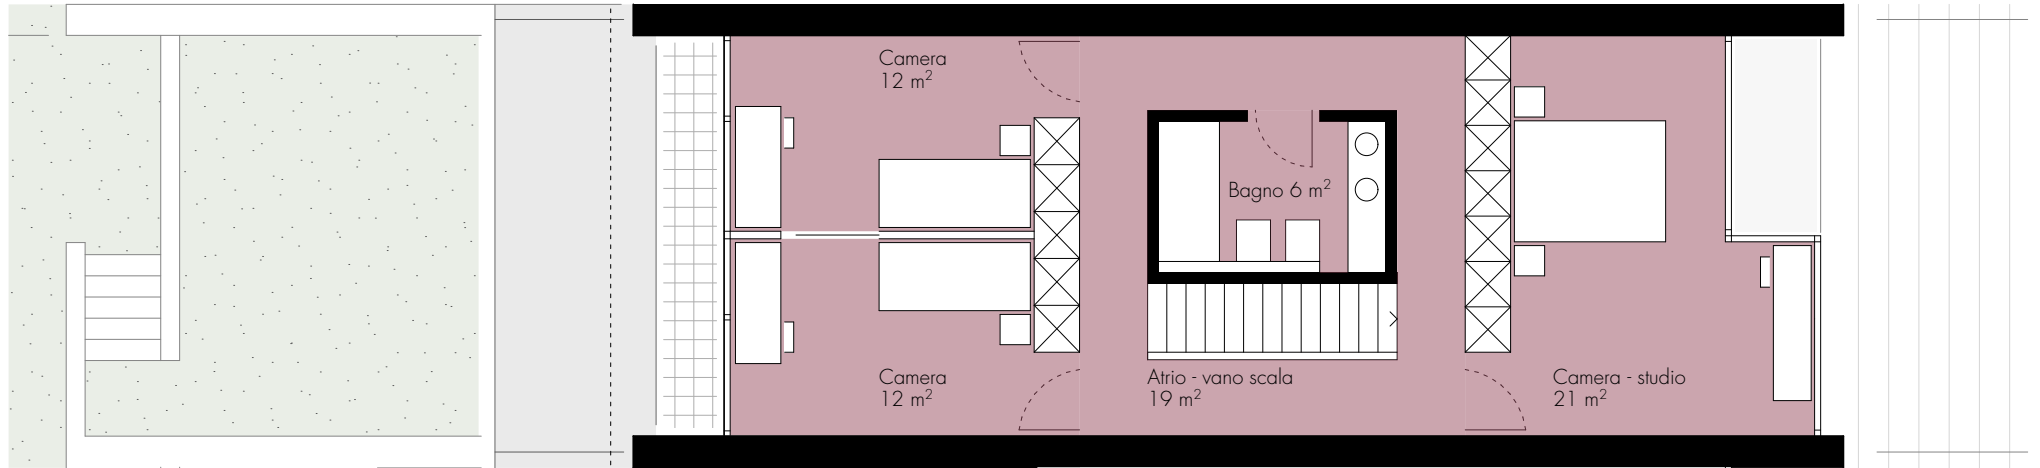 Camera
12 m²
Bagno 6 m²
Camera
12 m²
Atrio - vano scala
19 m²
Camera - studio
21 m²